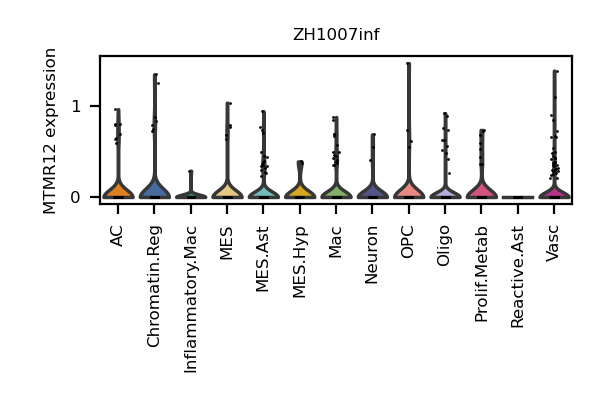 ZH1007inf
MTMR12 expression
1
0
AC
Chromatin.Reg
Inflammatory.Mac
MES
MES.Ast
MES.Hyp
Mac
Neuron
OPC
Oligo
Prolif.Metab
Reactive.Ast
Vasc